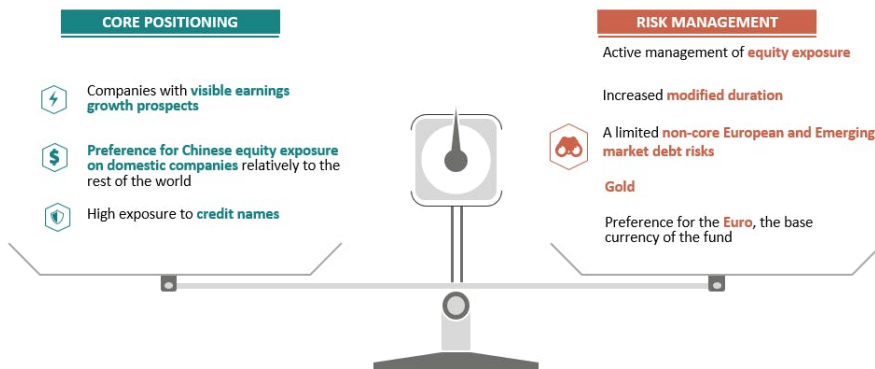 CORE POSITIONING
Companies with visible earnings
growth prospects
Preference for Chinese equity exposure
on domestic companies relatively to the
rest of the world
High exposure to credit names
RISK MANAGEMENT
Active management of equity exposure
Increased modified duration
A limited non-core European and Emerging
market debt risks
Gold
Preference for the Euro, the base
currency of the fund